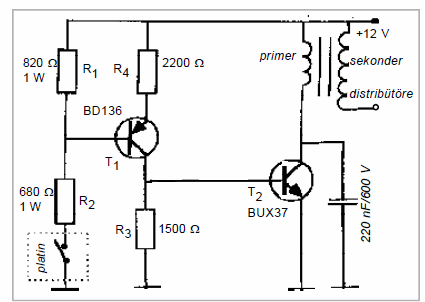 +12 V
primer
sekonder
distribütöre
820 Ω
1 W
R1
R4
2200 Ω
BD136
T1
680 Ω
1 W
R2
platin
R3
1500 Ω
T2
BUX37
220 nF/600 V